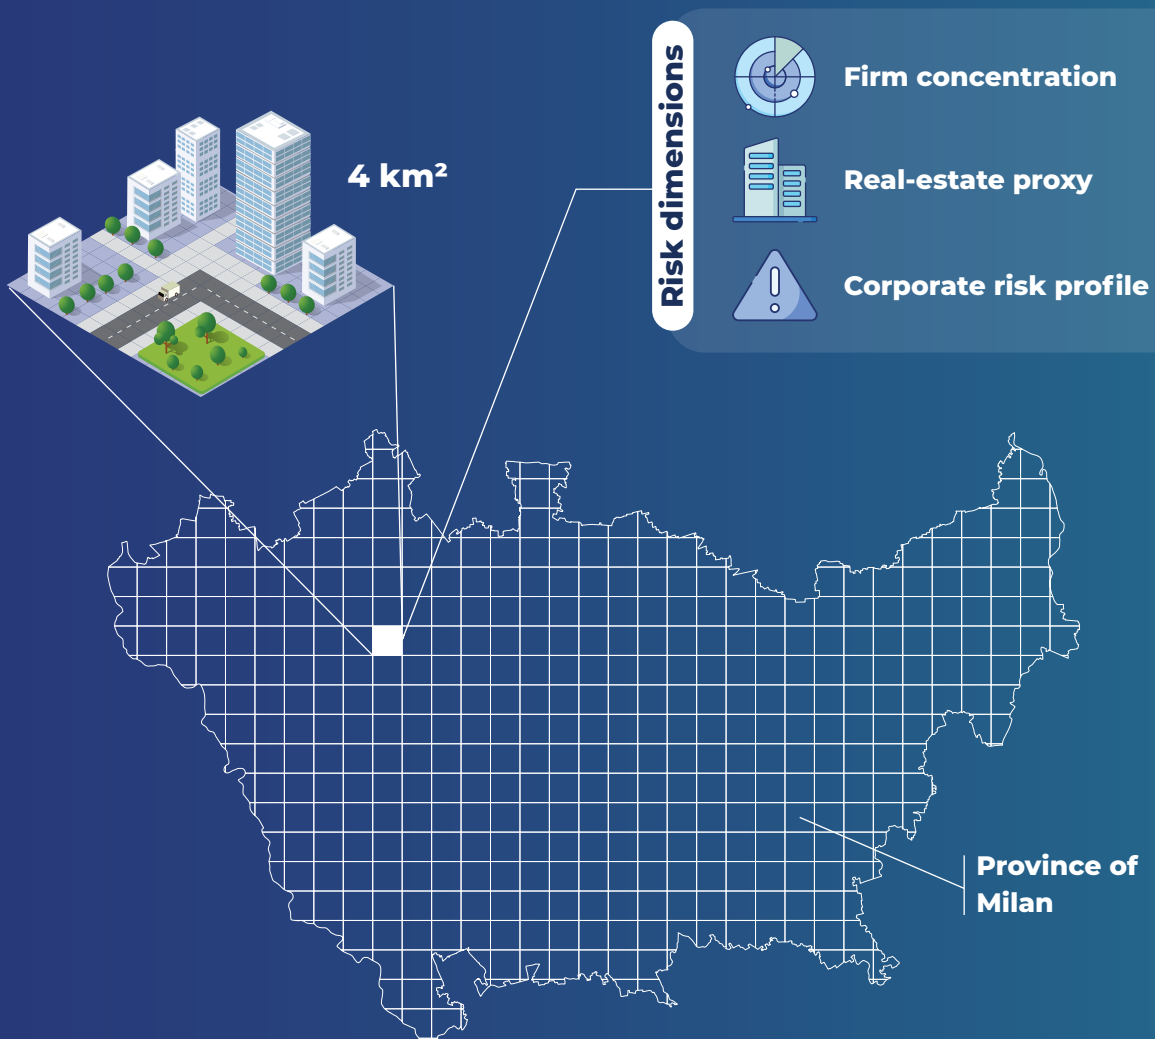 Risk dimensions
Firm concentration
Real-estate proxy
Corporate risk profile
4 km²
Province of
Milan